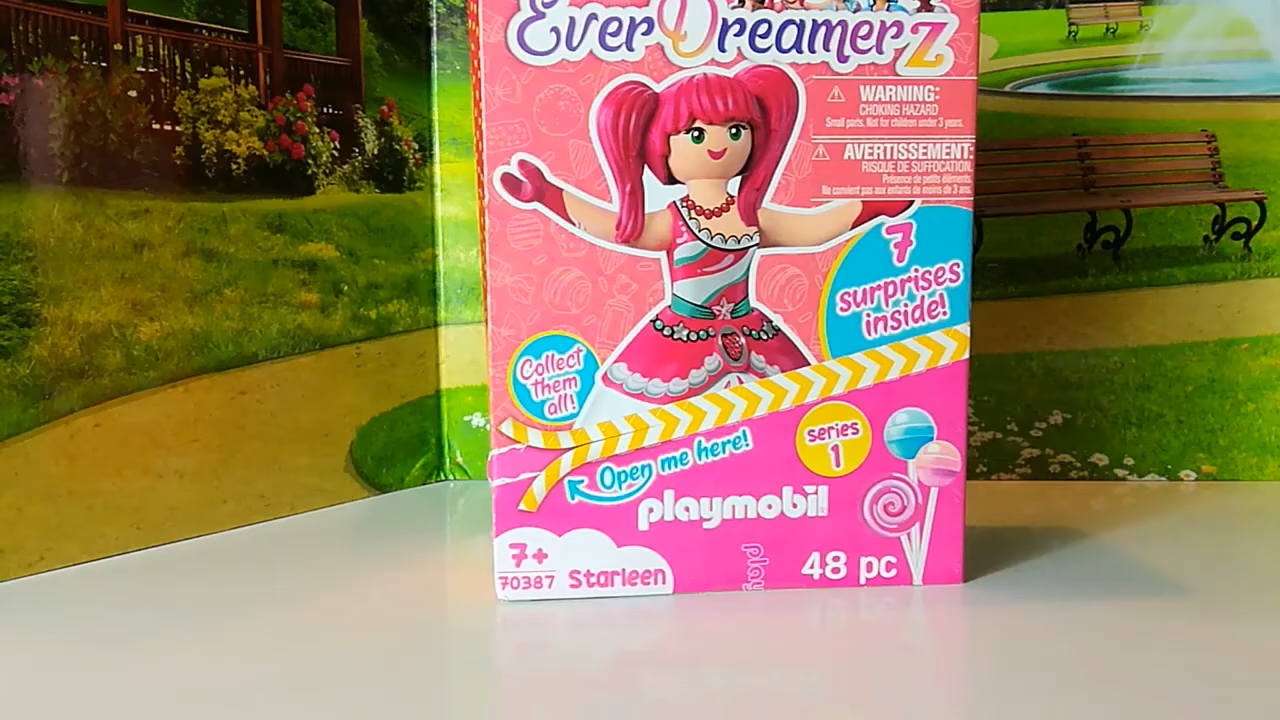 EverDreamerz
WARNING:
CHOKING HAZARD
Small parts. Not for children under 3 years.
AVERTISSEMENT:
RISQUE DE SUFFOCATION.
Présence de petits éléments.
Ne convient pas aux enfants de moins de 3 ans.
7
surprises
inside!
Collect
them
all!
Open me here!
series
1
playmobil
7+
70387 Starleen
play
48 pc